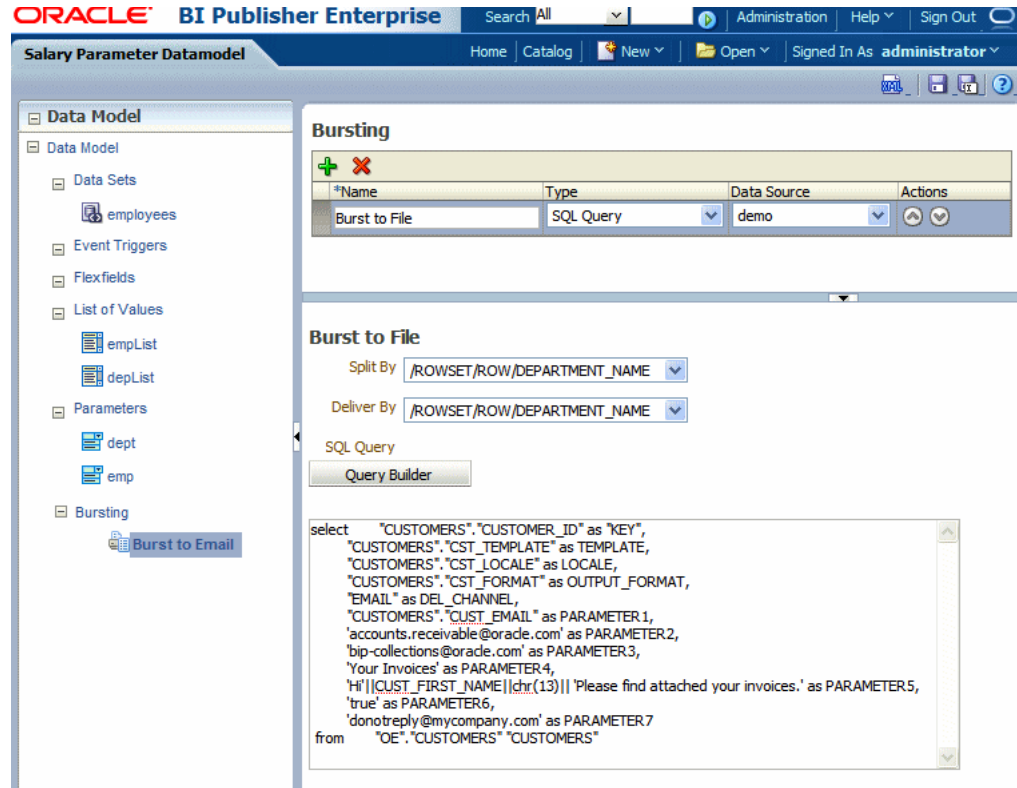 ORACLE BI Publisher Enterprise Search All Administration Help Sign Out
Salary Parameter Datamodel Home Catalog New Open Signed In As administrator
XML
Data Model
Data Model
Data Sets
employees
Event Triggers
Flexfields
List of Values
empList
depList
Parameters
dept
emp
Bursting
Burst to Email
Bursting
*Name Type Data Source Actions
Burst to File SQL Query demo
Burst to File
Split By /ROWSET/ROW/DEPARTMENT_NAME
Deliver By /ROWSET/ROW/DEPARTMENT_NAME
SQL Query
Query Builder
select "CUSTOMERS"."CUSTOMER_ID" as "KEY",
"CUSTOMERS"."CST_TEMPLATE" as TEMPLATE,
"CUSTOMERS"."CST_LOCALE" as LOCALE,
"CUSTOMERS"."CST_FORMAT" as OUTPUT_FORMAT,
"EMAIL" as DEL_CHANNEL,
"CUSTOMERS"."CUST_EMAIL" as PARAMETER1,
'accounts.receivable@oracle.com' as PARAMETER2,
'bip-collections@oracle.com' as PARAMETER3,
'Your Invoices' as PARAMETER4,
'Hi'||CUST_FIRST_NAME||chr(13)|| 'Please find attached your invoices.' as PARAMETER5,
'true' as PARAMETER6,
'donotreply@mycompany.com' as PARAMETER7
from "OE"."CUSTOMERS" "CUSTOMERS"